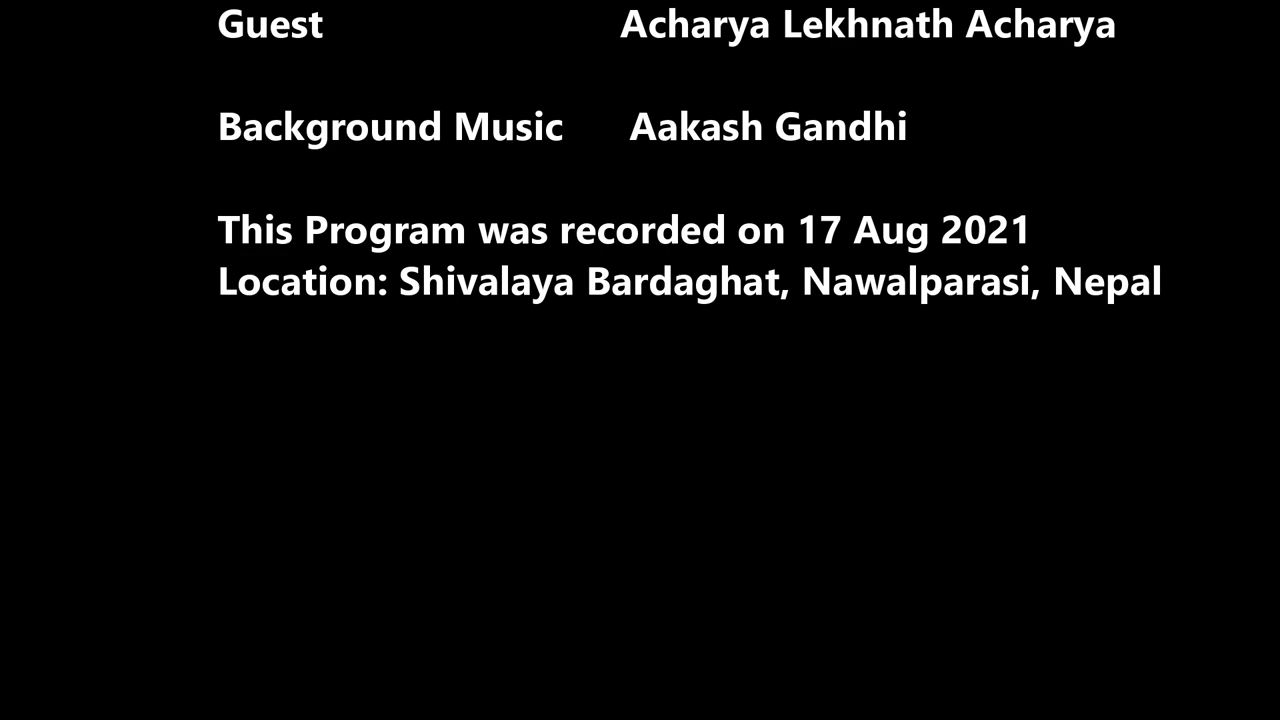 Guest Acharya Lekhnath Acharya
Background Music Aakash Gandhi
This Program was recorded on 17 Aug 2021
Location: Shivalaya Bardaghat, Nawalparasi, Nepal